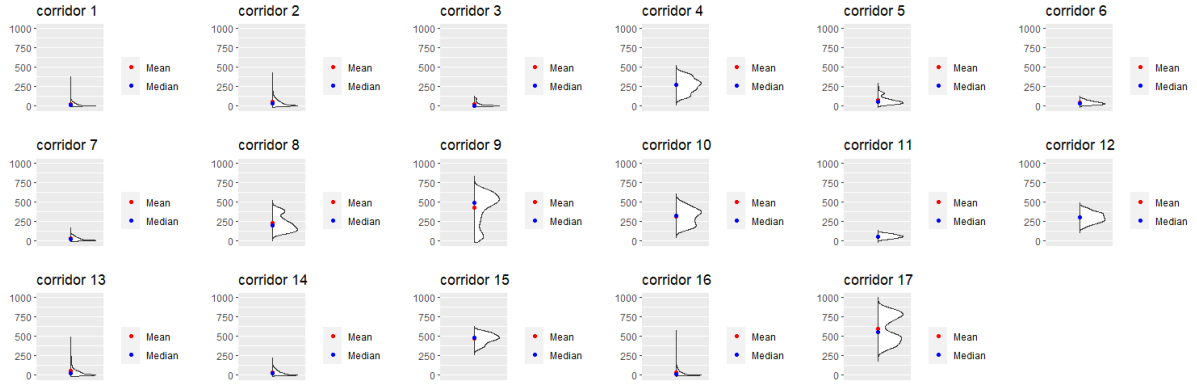 corridor 1
1000
750
500
250
0
Mean
Median
corridor 2
1000
750
500
250
0
Mean
Median
corridor 3
1000
750
500
250
0
Mean
Median
corridor 4
1000
750
500
250
0
Mean
Median
corridor 5
1000
750
500
250
0
Mean
Median
corridor 6
1000
750
500
250
0
Mean
Median
corridor 7
1000
750
500
250
0
Mean
Median
corridor 8
1000
750
500
250
0
Mean
Median
corridor 9
1000
750
500
250
0
Mean
Median
corridor 10
1000
750
500
250
0
Mean
Median
corridor 11
1000
750
500
250
0
Mean
Median
corridor 12
1000
750
500
250
0
Mean
Median
corridor 13
1000
750
500
250
0
Mean
Median
corridor 14
1000
750
500
250
0
Mean
Median
corridor 15
1000
750
500
250
0
Mean
Median
corridor 16
1000
750
500
250
0
Mean
Median
corridor 17
1000
750
500
250
0
Mean
Median